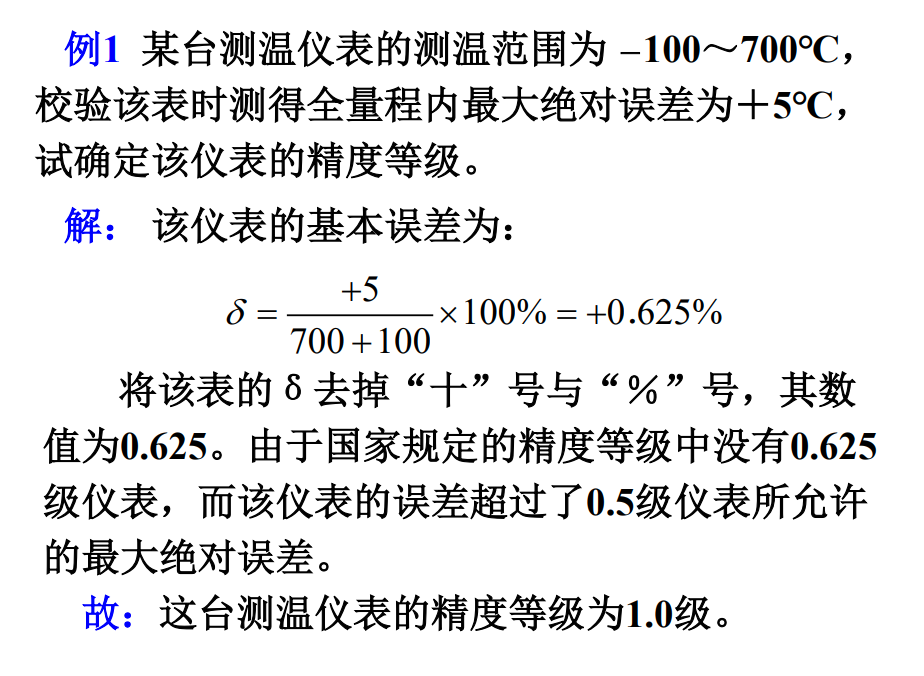 例1 某台测温仪表的测温范围为 –100～700℃，
校验该表时测得全量程内最大绝对误差为＋5℃，
试确定该仪表的精度等级。
解： 该仪表的基本误差为：
δ = +5 / (700 + 100) ×100% = +0.625%
将该表的 δ 去掉“十”号与“％”号，其数
值为0.625。由于国家规定的精度等级中没有0.625
级仪表，而该仪表的误差超过了0.5级仪表所允许
的最大绝对误差。
故：这台测温仪表的精度等级为1.0级。